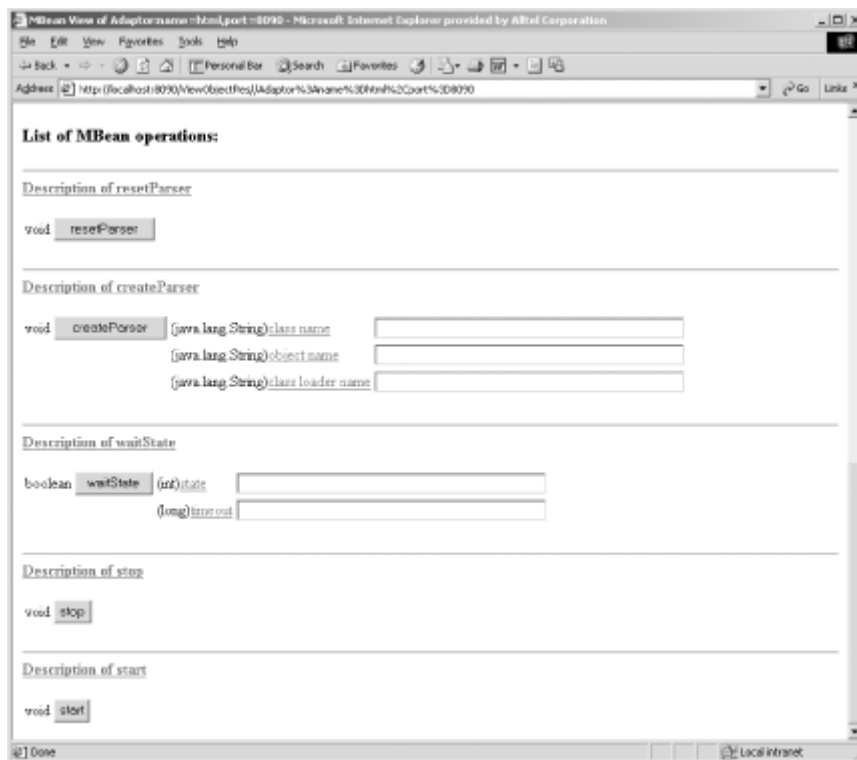 MBean View of Adaptor:name=html,port=8090 - Microsoft Internet Explorer provided by Alltel Corporation
File Edit View Favorites Tools Help
Back Personal Bar Search Favorites
Address http://localhost:8090/ViewObjectRes//Adaptor%3Aname%3Dhtml%2Cport%3D8090 Go Links
List of MBean operations:
Description of resetParser
void resetParser
Description of createParser
void createParser (java.lang.String)class name
(java.lang.String)object name
(java.lang.String)class loader name
Description of waitState
boolean waitState (int)state
(long)timeout
Description of stop
void stop
Description of start
void start
Done Local intranet